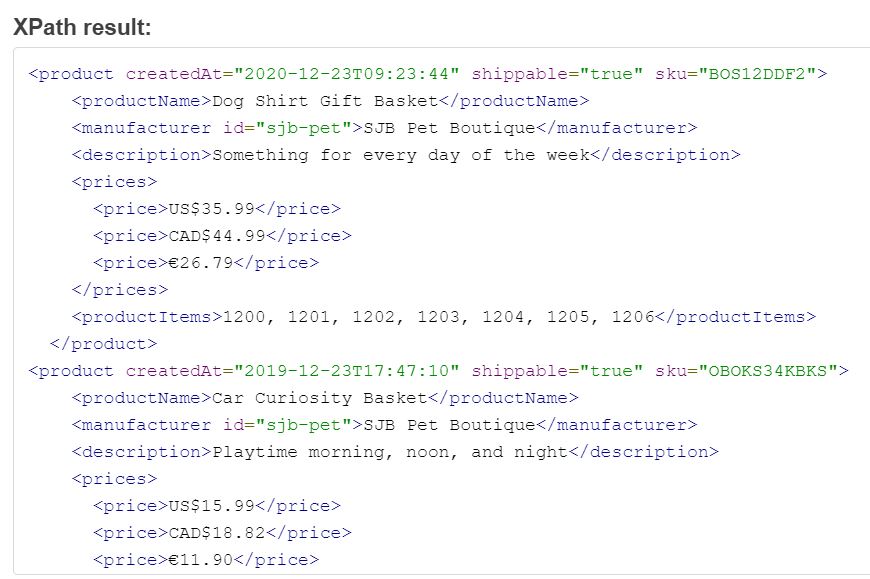 XPath result:
<product createdAt="2020-12-23T09:23:44" shippable="true" sku="BOS12DDF2">
<productName>Dog Shirt Gift Basket</productName>
<manufacturer id="sjb-pet">SJB Pet Boutique</manufacturer>
<description>Something for every day of the week</description>
<prices>
<price>US$35.99</price>
<price>CAD$44.99</price>
<price>€26.79</price>
</prices>
<productItems>1200, 1201, 1202, 1203, 1204, 1205, 1206</productItems>
</product>
<product createdAt="2019-12-23T17:47:10" shippable="true" sku="OBOKS34KBKS">
<productName>Car Curiosity Basket</productName>
<manufacturer id="sjb-pet">SJB Pet Boutique</manufacturer>
<description>Playtime morning, noon, and night</description>
<prices>
<price>US$15.99</price>
<price>CAD$18.82</price>
<price>€11.90</price>